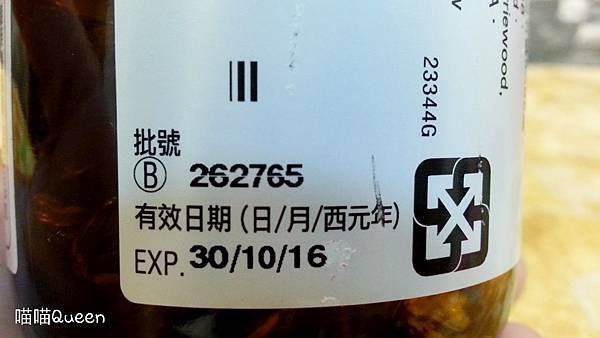 riewood.
23344G
批號
B 262765
有效日期(日/月/西元年)
EXP. 30/10/16
喵喵Queen